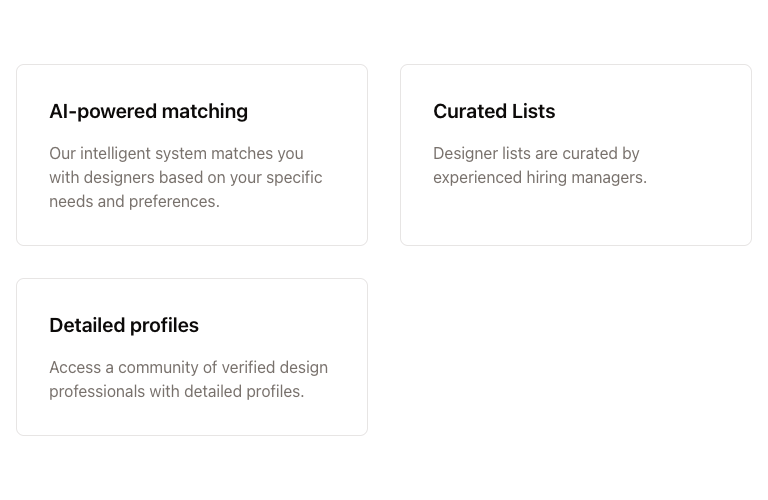 AI-powered matching
Our intelligent system matches you
with designers based on your specific
needs and preferences.
Curated Lists
Designer lists are curated by
experienced hiring managers.
Detailed profiles
Access a community of verified design
professionals with detailed profiles.